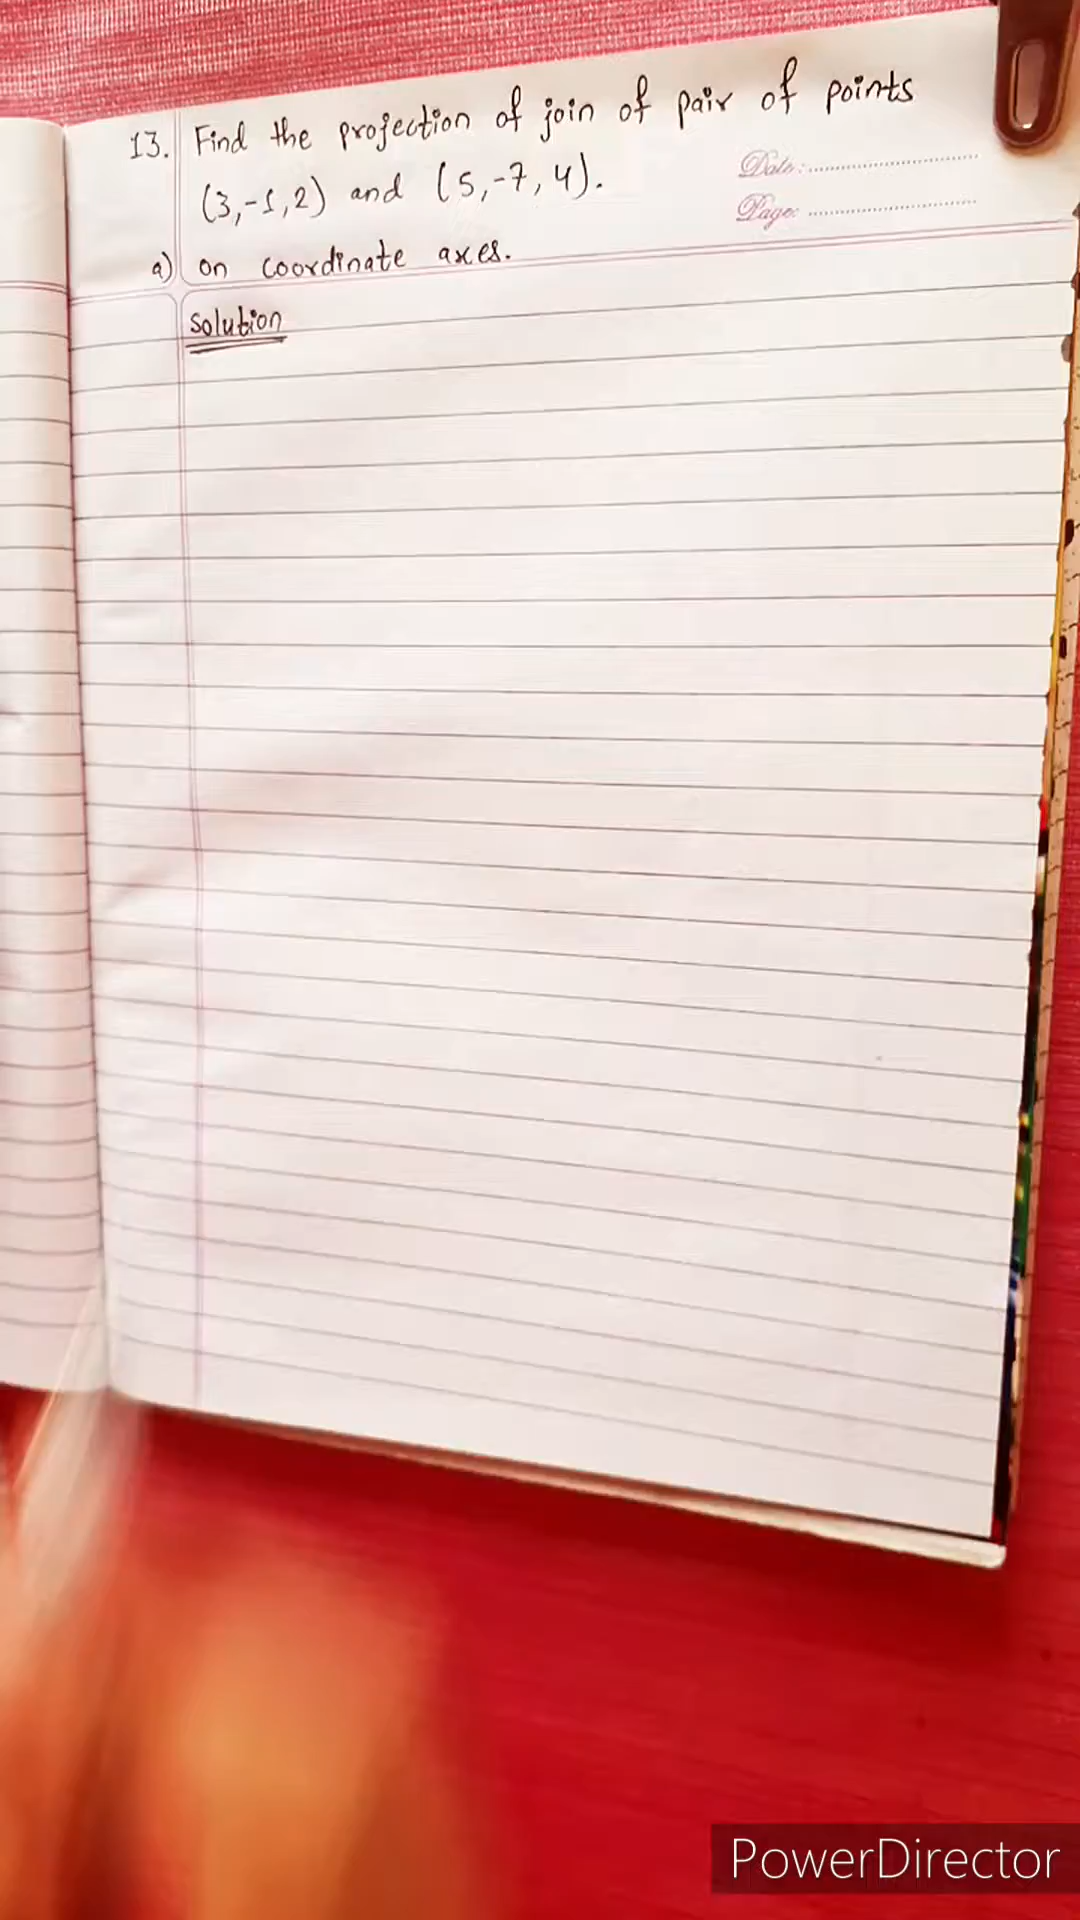 13. Find the projection of join of pair of points
(3,-1,2) and (5,-7,4).
Date:
Page:
a) on coordinate axes.
Solution
PowerDirector